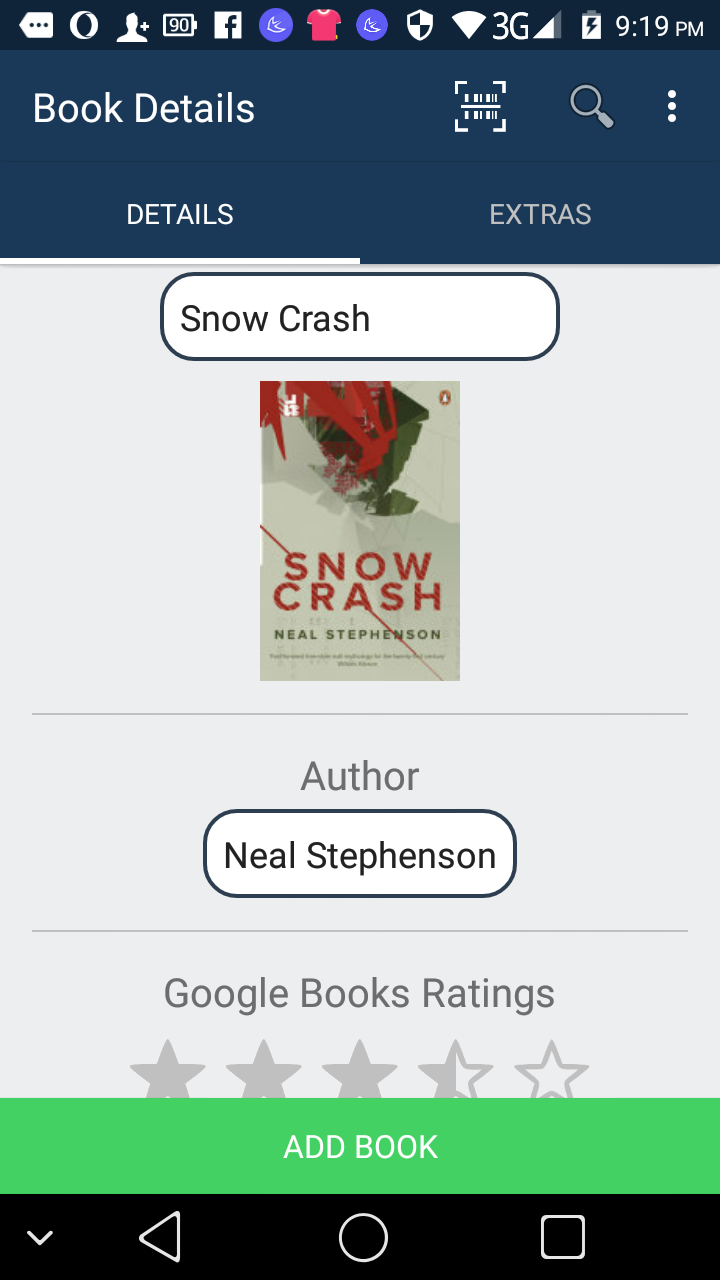 90
3G
9:19 PM
Book Details
DETAILS
EXTRAS
Snow Crash
SNOW
CRASH
NEAL STEPHENSON
Author
Neal Stephenson
Google Books Ratings
ADD BOOK